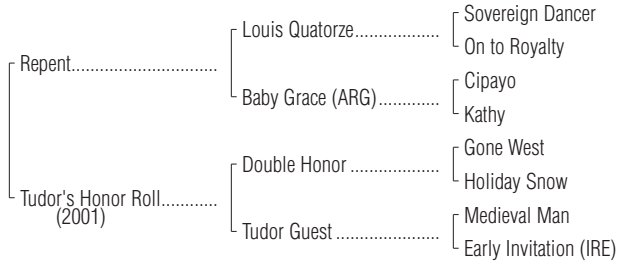 Sovereign Dancer
Louis Quatorze..................
On to Royalty
Repent.............................
Cipayo
Baby Grace (ARG).............
Kathy
Gone West
Double Honor ..................
Holiday Snow
Tudor's Honor Roll...........
(2001)
Medieval Man
Tudor Guest .....................
Early Invitation (IRE)